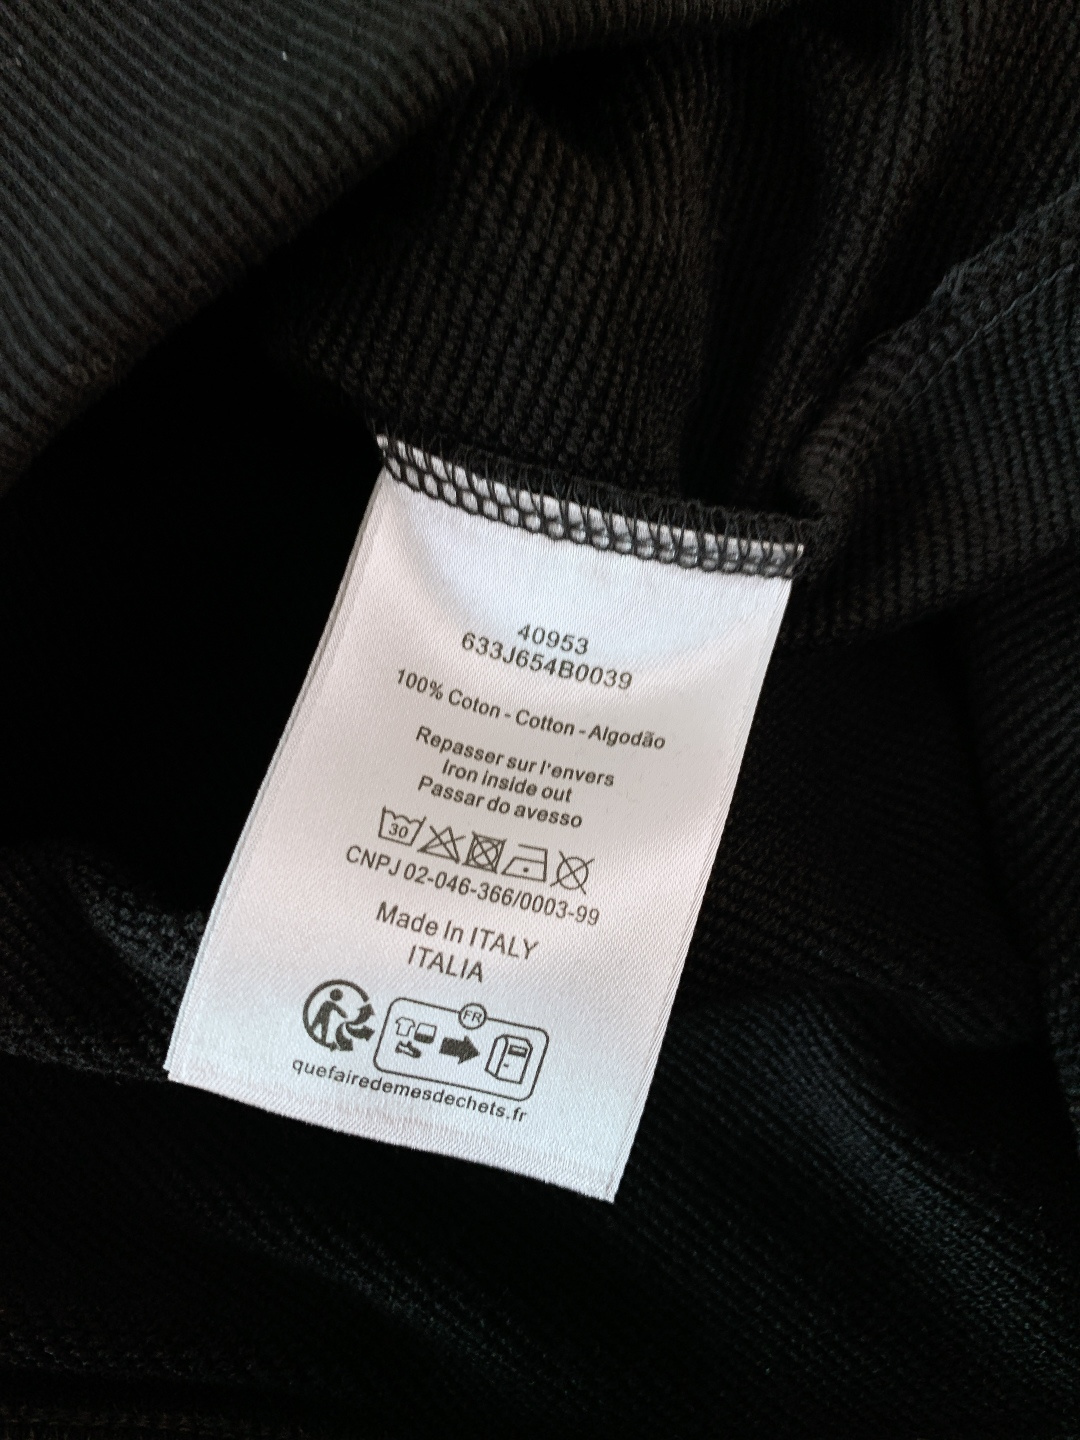 40953
633J654B0039
100% Coton - Cotton - Algodão
Repasser sur l'envers
Iron inside out
Passar do avesso
30
CNPJ 02-046-366/0003-99
Made In ITALY
ITALIA
FR
quefairedemesdechets.fr